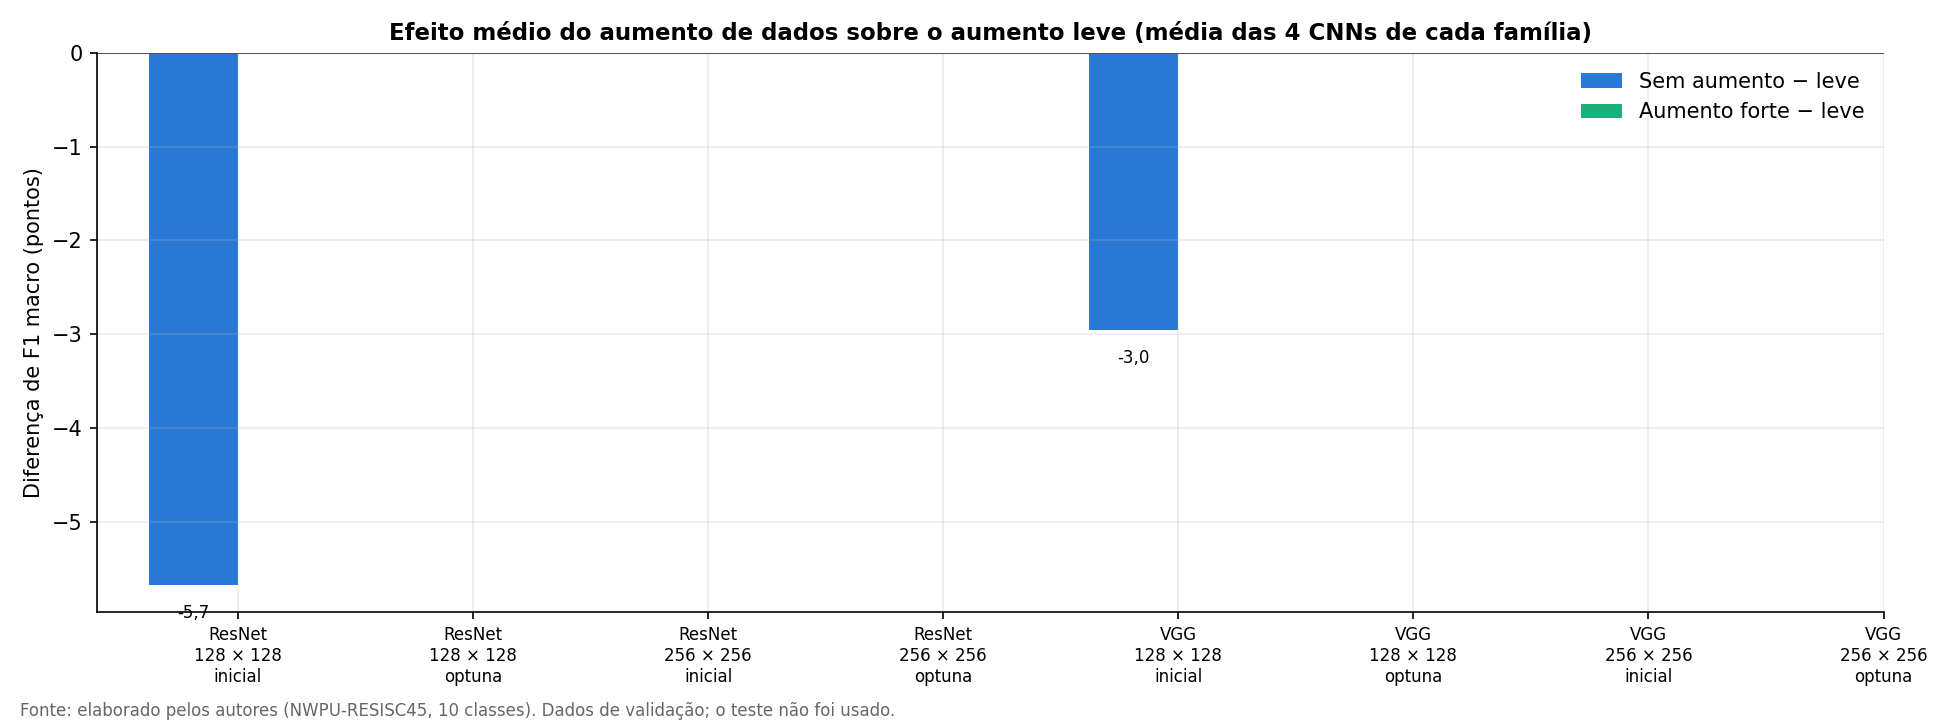 Efeito médio do aumento de dados sobre o aumento leve (média das 4 CNNs de cada família)
Diferença de F1 macro (pontos)
0
−1
−2
−3
−4
−5
Sem aumento − leve
Aumento forte − leve
-5,7
-3,0
ResNet
128 × 128
inicial
ResNet
128 × 128
optuna
ResNet
256 × 256
inicial
ResNet
256 × 256
optuna
VGG
128 × 128
inicial
VGG
128 × 128
optuna
VGG
256 × 256
inicial
VGG
256 × 256
optuna
Fonte: elaborado pelos autores (NWPU-RESISC45, 10 classes). Dados de validação; o teste não foi usado.